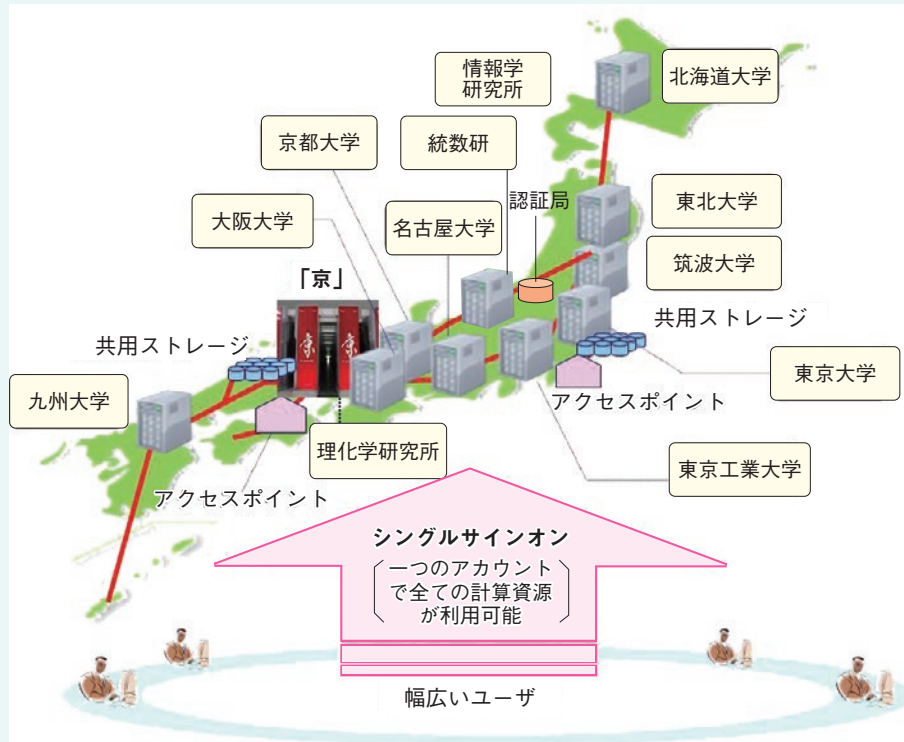 情報学
研究所
北海道大学
京都大学
統数研
認証局
東北大学
大阪大学
名古屋大学
筑波大学
「京」
京
京
共用ストレージ
共用ストレージ
九州大学
東京大学
アクセスポイント
理化学研究所
東京工業大学
アクセスポイント
シングルサインオン
一つのアカウント
で全ての計算資源
が利用可能
幅広いユーザ